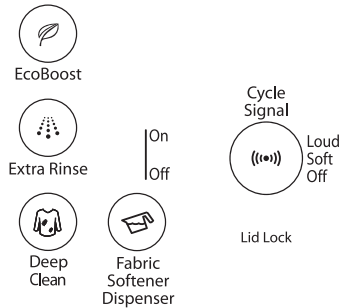 EcoBoost
Extra Rinse
On
Off
Deep
Clean
Fabric
Softener
Dispenser
Cycle
Signal
Loud
Soft
Off
Lid Lock